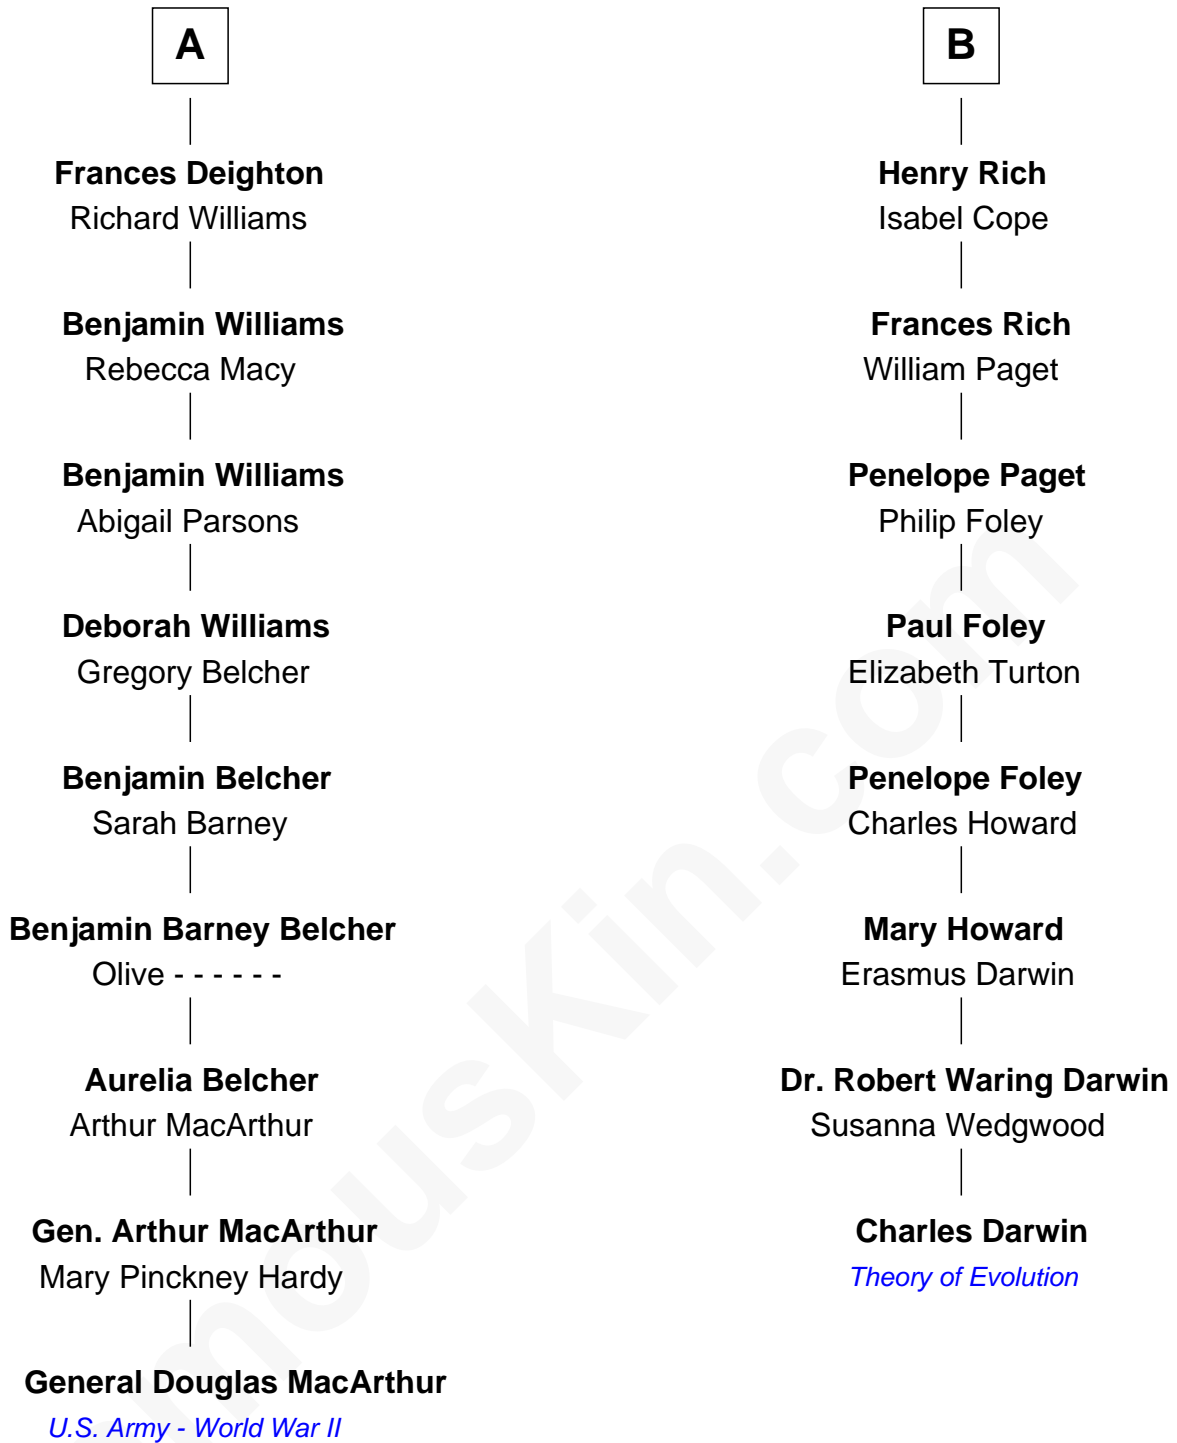 A
Frances Deighton
Richard Williams
Benjamin Williams
Rebecca Macy
Benjamin Williams
Abigail Parsons
Deborah Williams
Gregory Belcher
Benjamin Belcher
Sarah Barney
Benjamin Barney Belcher
Olive - - - - - -
Aurelia Belcher
Arthur MacArthur
Gen. Arthur MacArthur
Mary Pinckney Hardy
General Douglas MacArthur
U.S. Army - World War II
B
Henry Rich
Isabel Cope
Frances Rich
William Paget
Penelope Paget
Philip Foley
Paul Foley
Elizabeth Turton
Penelope Foley
Charles Howard
Mary Howard
Erasmus Darwin
Dr. Robert Waring Darwin
Susanna Wedgwood
Charles Darwin
Theory of Evolution
mousKin.com